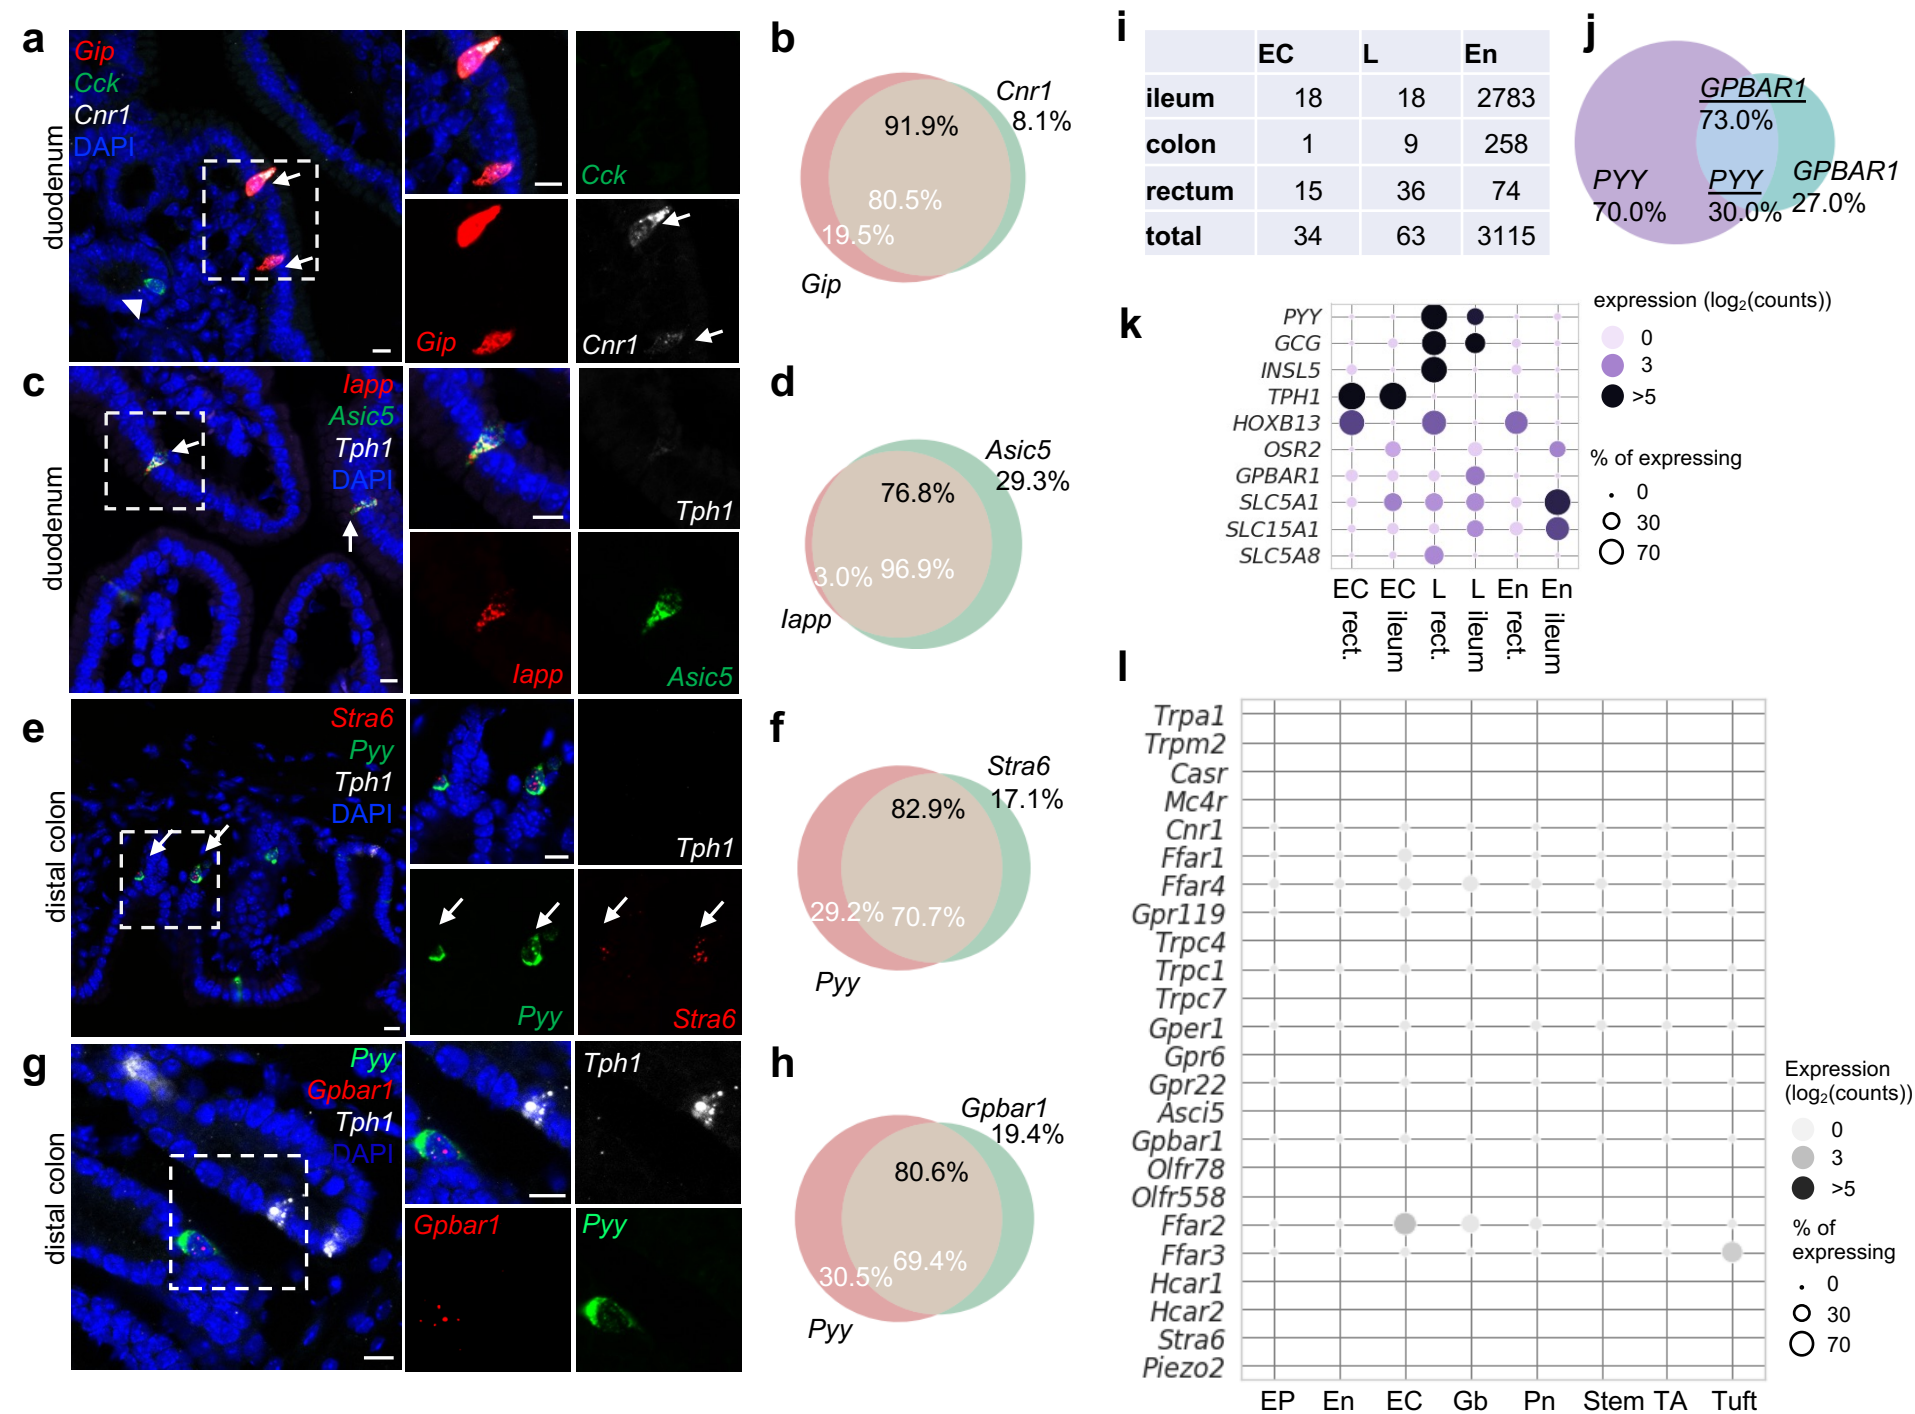 a
Gip
Cck
Cnr1
DAPI
duodenum
Cck
Gip
Cnr1
b
Cnr1
8.1%
91.9%
80.5%
19.5%
Gip
c
Iapp
Asic5
Tph1
DAPI
duodenum
Tph1
Iapp
Asic5
d
Asic5
29.3%
76.8%
3.0% 96.9%
Iapp
e
Stra6
Pyy
Tph1
DAPI
distal colon
Tph1
Pyy
Stra6
f
Stra6
17.1%
82.9%
29.2% 70.7%
Pyy
g
Pyy
Gpbar1
Tph1
DAPI
distal colon
Tph1
Gpbar1
Pyy
h
Gpbar1
19.4%
80.6%
30.5% 69.4%
Pyy
i
EC L En
ileum 18 18 2783
colon 1 9 258
rectum 15 36 74
total 34 63 3115
j
GPBAR1
73.0%
PYY
70.0%
PYY
30.0%
GPBAR1
27.0%
k
PYY
GCG
INSL5
TPH1
HOXB13
OSR2
GPBAR1
SLC5A1
SLC15A1
SLC5A8
EC rect.
EC ileum
L rect.
L ileum
En rect.
En ileum
expression (log₂(counts))
0
3
>5
% of expressing
0
30
70
l
Trpa1
Trpm2
Casr
Mc4r
Cnr1
Ffar1
Ffar4
Gpr119
Trpc4
Trpc1
Trpc7
Gper1
Gpr6
Gpr22
Asci5
Gpbar1
Olfr78
Olfr558
Ffar2
Ffar3
Hcar1
Hcar2
Stra6
Piezo2
EP En EC Gb Pn Stem TA Tuft
Expression
(log₂(counts))
0
3
>5
% of
expressing
0
30
70